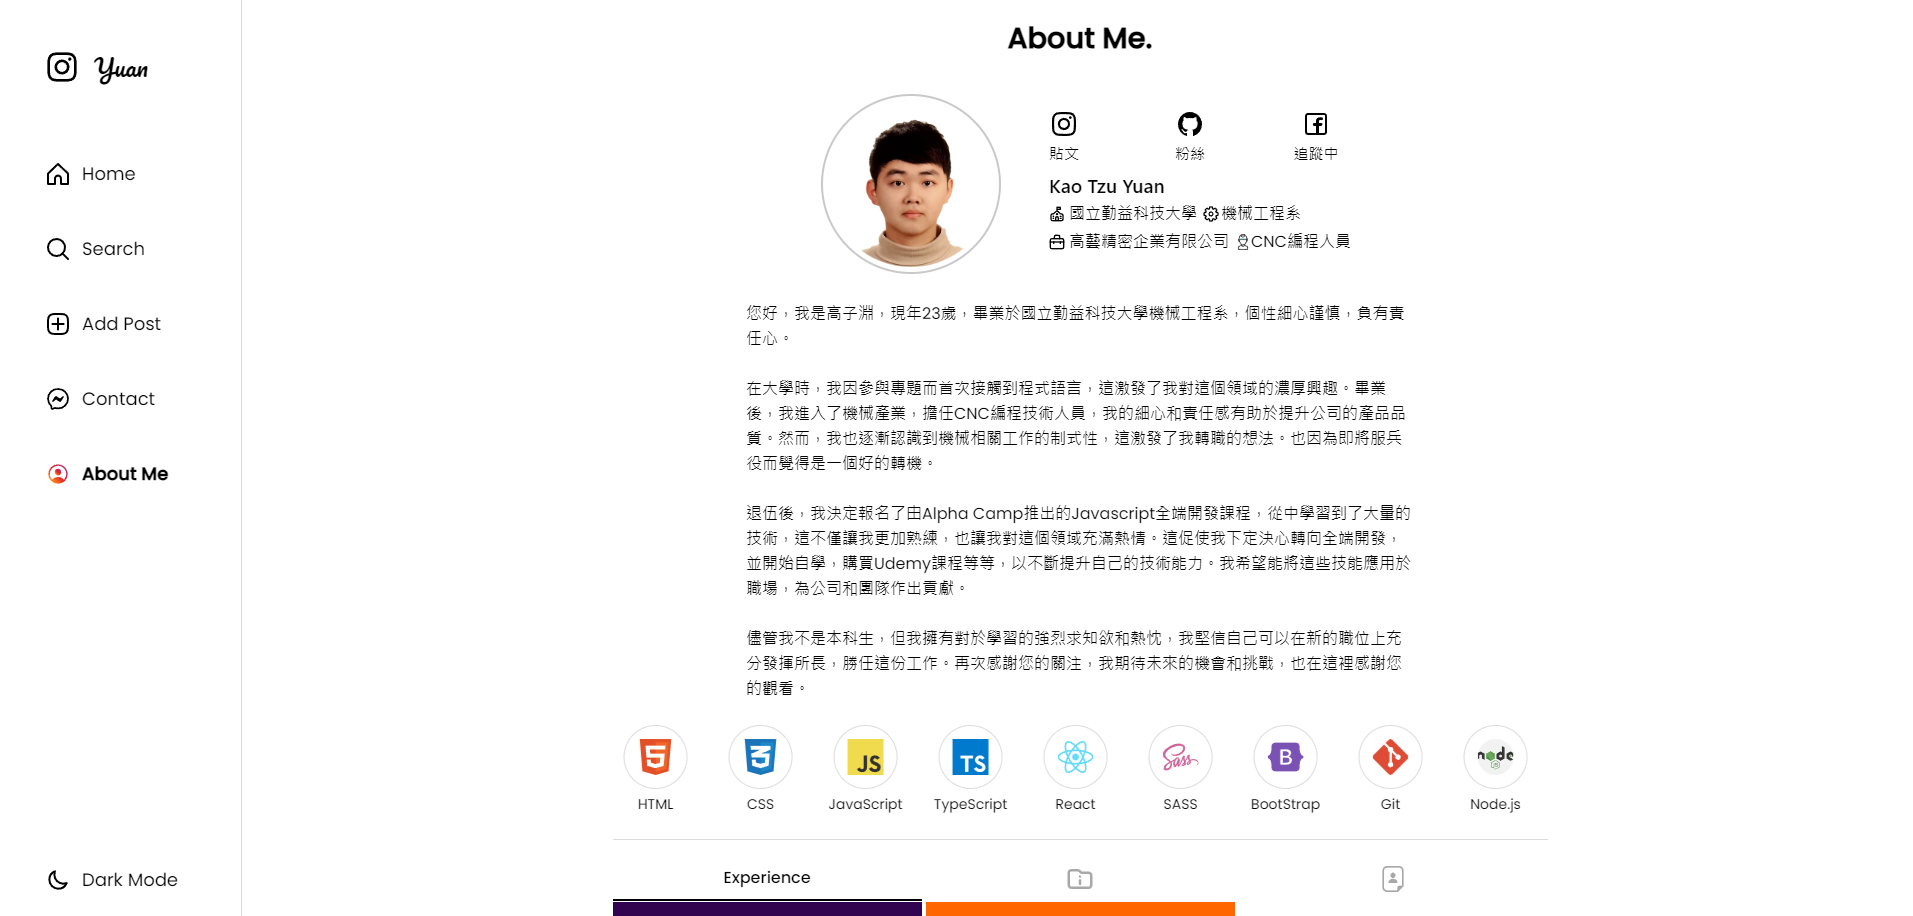 Yuan
Home
Search
Add Post
Contact
About Me
Dark Mode
About Me.
貼文
粉絲
追蹤中
Kao Tzu Yuan
國立勤益科技大學 機械工程系
高藝精密企業有限公司 CNC編程人員
您好，我是高子淵，現年23歲，畢業於國立勤益科技大學機械工程系，個性細心謹慎，負有責
任心。
在大學時，我因參與專題而首次接觸到程式語言，這激發了我對這個領域的濃厚興趣。畢業
後，我進入了機械產業，擔任CNC編程技術人員，我的細心和責任感有助於提升公司的產品品
質。然而，我也逐漸認識到機械相關工作的制式性，這激發了我轉職的想法。也因為即將服兵
役而覺得是一個好的轉機。
退伍後，我決定報名了由Alpha Camp推出的Javascript全端開發課程，從中學習到了大量的
技術，這不僅讓我更加熟練，也讓我對這個領域充滿熱情。這促使我下定決心轉向全端開發，
並開始自學，購買Udemy課程等等，以不斷提升自己的技術能力。我希望能將這些技能應用於
職場，為公司和團隊作出貢獻。
儘管我不是本科生，但我擁有對於學習的強烈求知欲和熱忱，我堅信自己可以在新的職位上充
分發揮所長，勝任這份工作。再次感謝您的關注，我期待未來的機會和挑戰，也在這裡感謝您
的觀看。
5
3
JS
TS
Sass
B
node
JS
HTML
CSS
JavaScript
TypeScript
React
SASS
BootStrap
Git
Node.js
Experience